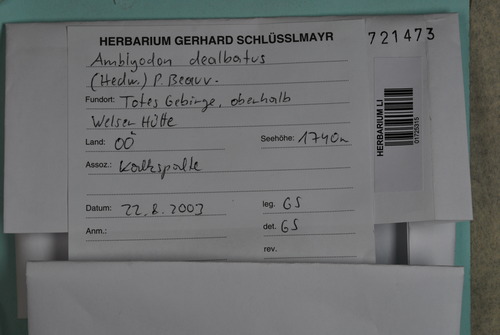 HERBARIUM GERHARD SCHLÜSSLMAYR
721473
Amblyodon dealbatus
(Hedw.) P. Beauv.
Fundort: Totes Gebirge, oberhalb
Welser Hütte
Land: OÖ Seehöhe: 1740m
Assoz.: Kalkspalte
Datum: 22.8.2003 leg. GS
Anm.: det. GS
rev.
HERBARIUM LI